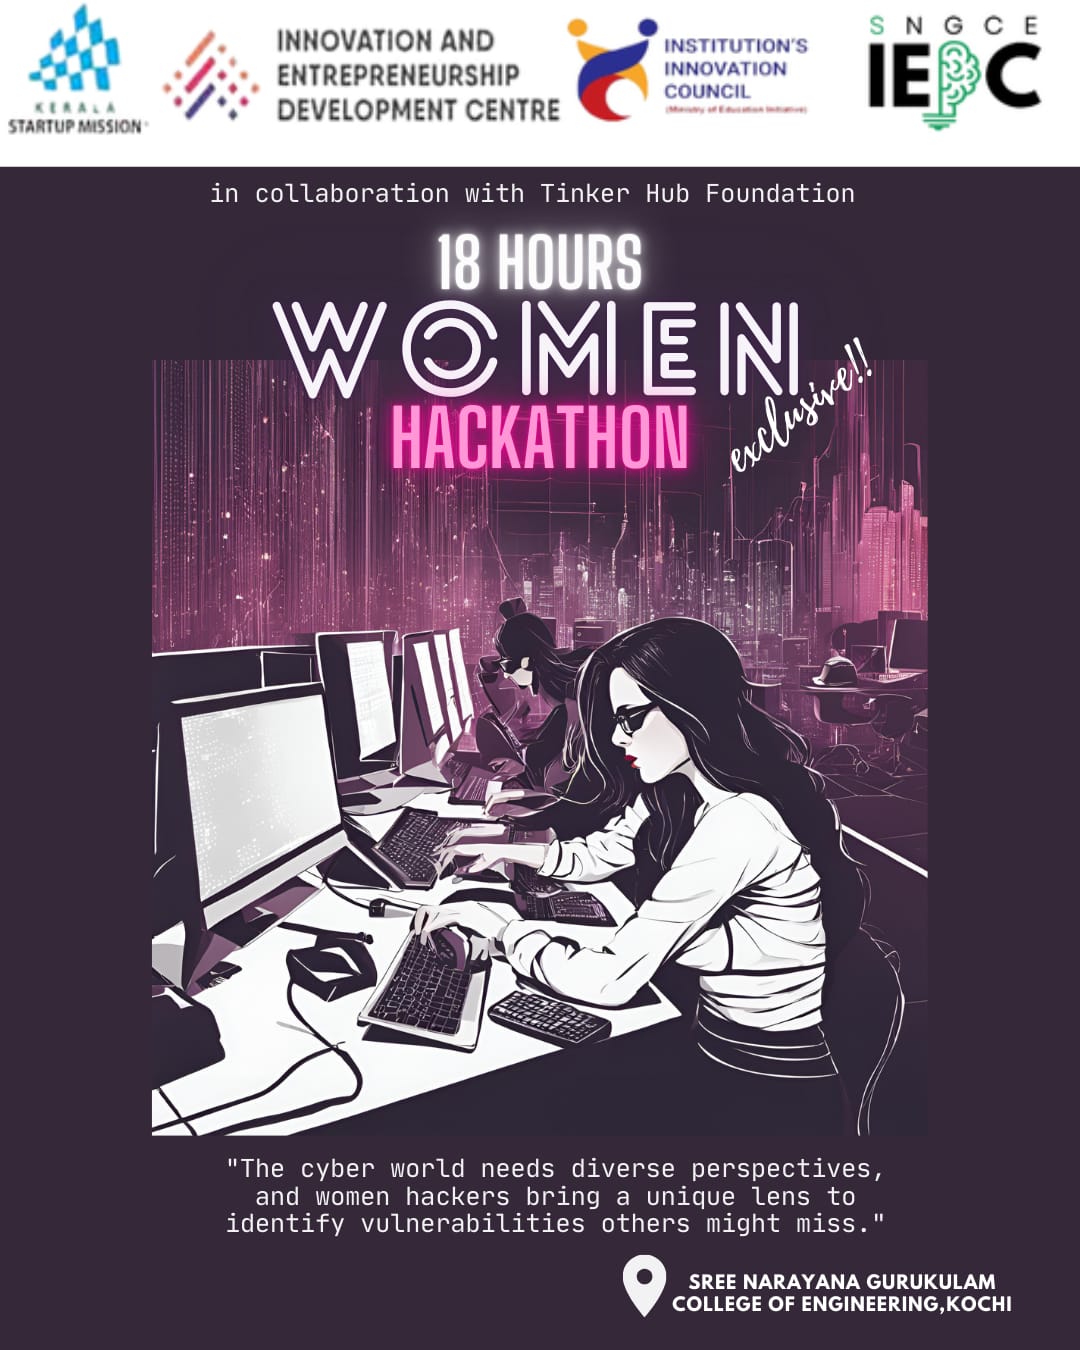 KERALA
STARTUP MISSION
INNOVATION AND
ENTREPRENEURSHIP
DEVELOPMENT CENTRE
INSTITUTION'S
INNOVATION
COUNCIL
(Ministry of Education Initiative)
SNGCE
IEDC
in collaboration with Tinker Hub Foundation
18 HOURS
WOMEN
exclusive!!
HACKATHON
"The cyber world needs diverse perspectives,
and women hackers bring a unique lens to
identify vulnerabilities others might miss."
SREE NARAYANA GURUKULAM
COLLEGE OF ENGINEERING,KOCHI